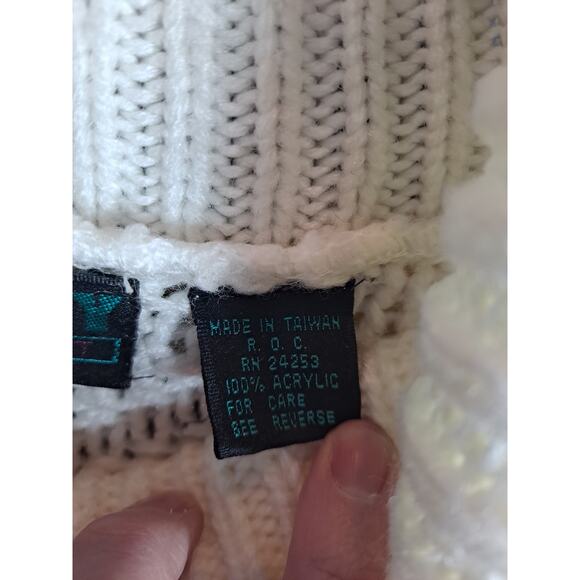 MADE IN TAIWAN
R. O. C.
RN 24253
100% ACRYLIC
FOR CARE
SEE REVERSE